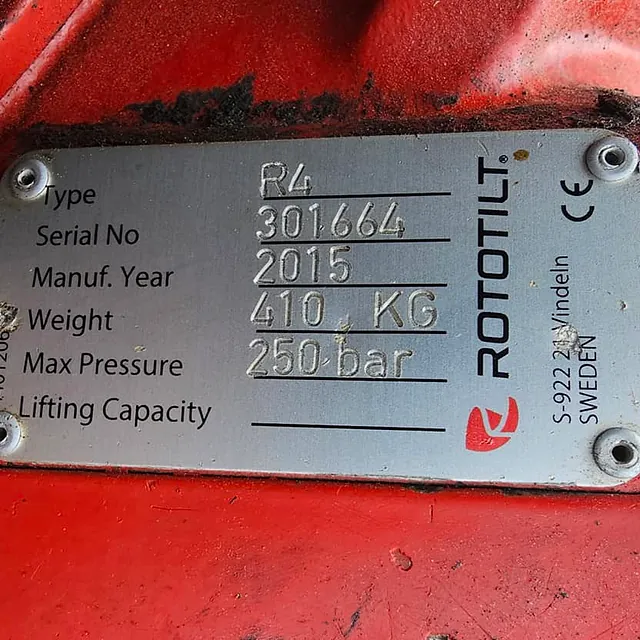 Type R4
Serial No 301664
Manuf. Year 2015
Weight 410 KG
Max Pressure 250 bar
Lifting Capacity
ROTOTILT®
CE
S-922 21 Vindeln
SWEDEN